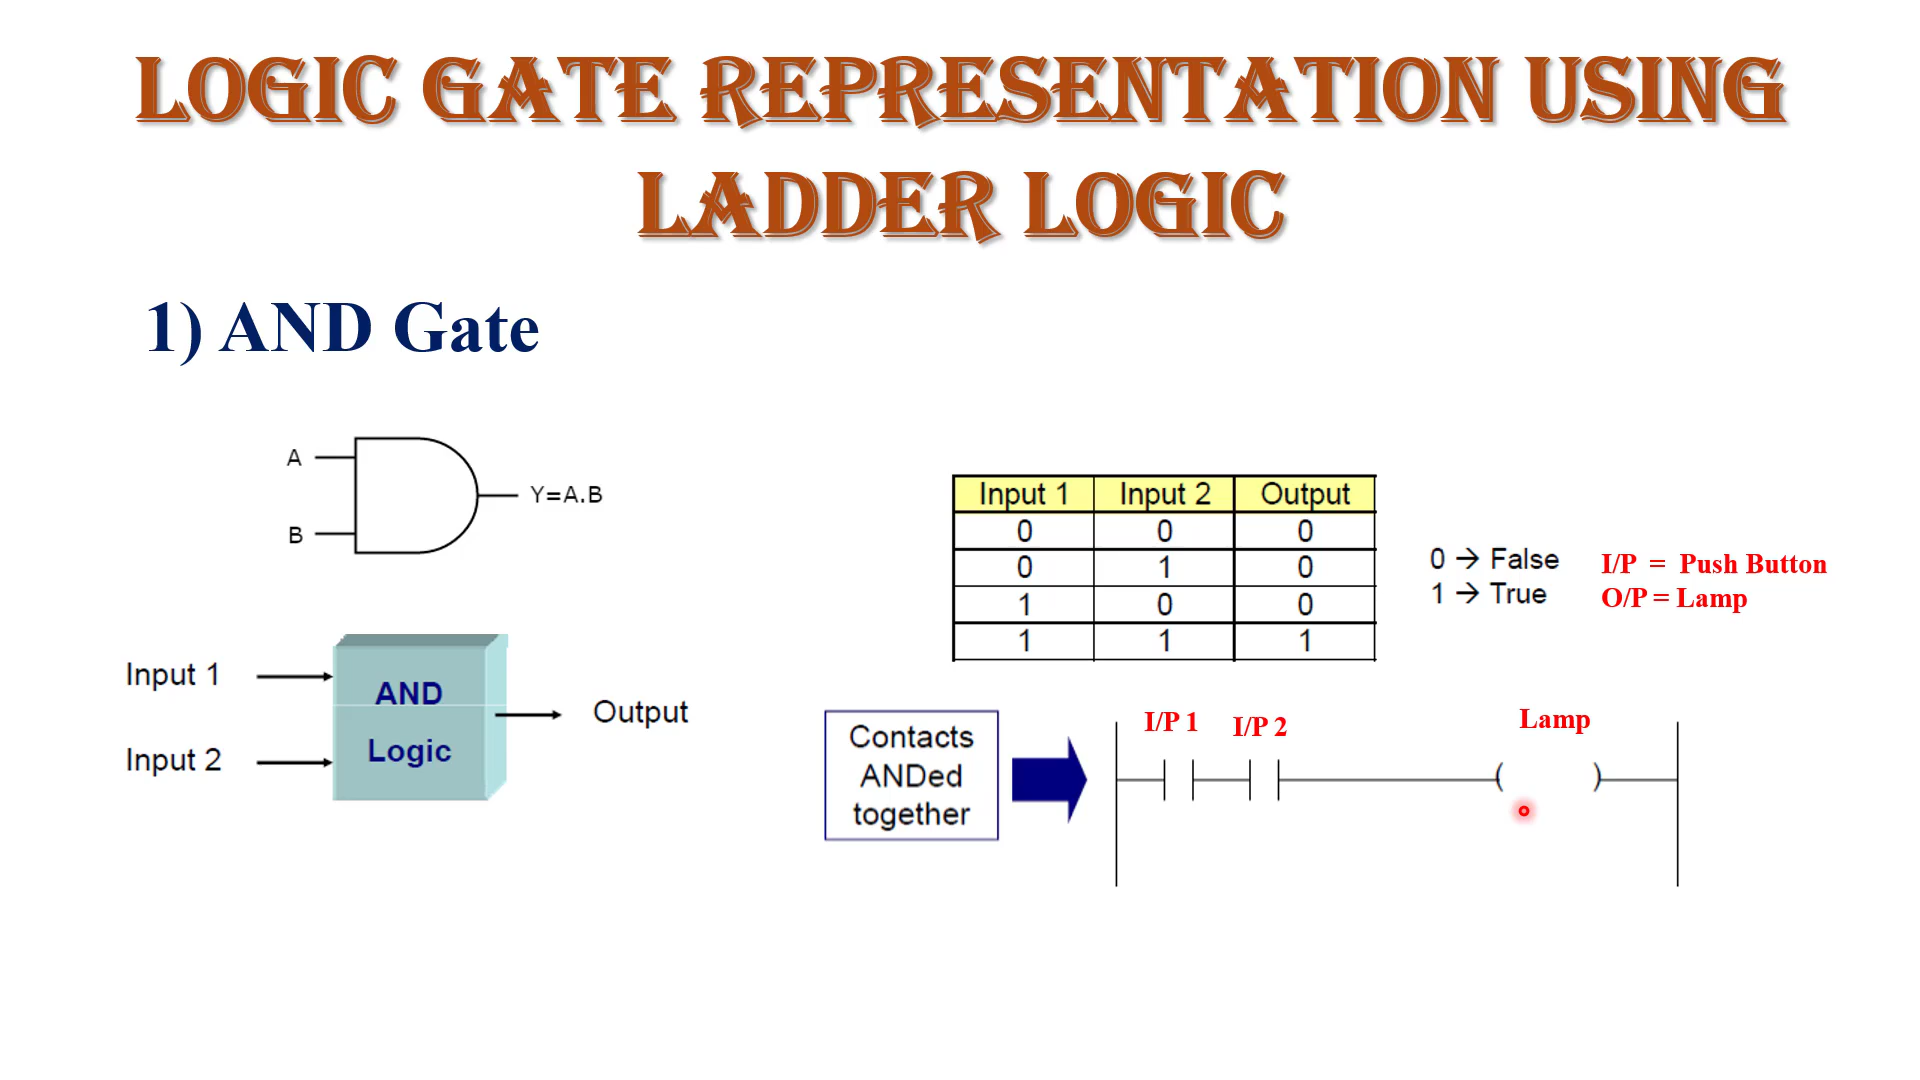 LOGIC GATE REPRESENTATION USING
LADDER LOGIC
1) AND Gate
A
B
Y=A.B
Input 1
Input 2
AND
Logic
Output
Input 1 Input 2 Output
0 0 0
0 1 0
1 0 0
1 1 1
0 → False
1 → True
I/P = Push Button
O/P = Lamp
Contacts
ANDed
together
I/P 1
I/P 2
Lamp
( )